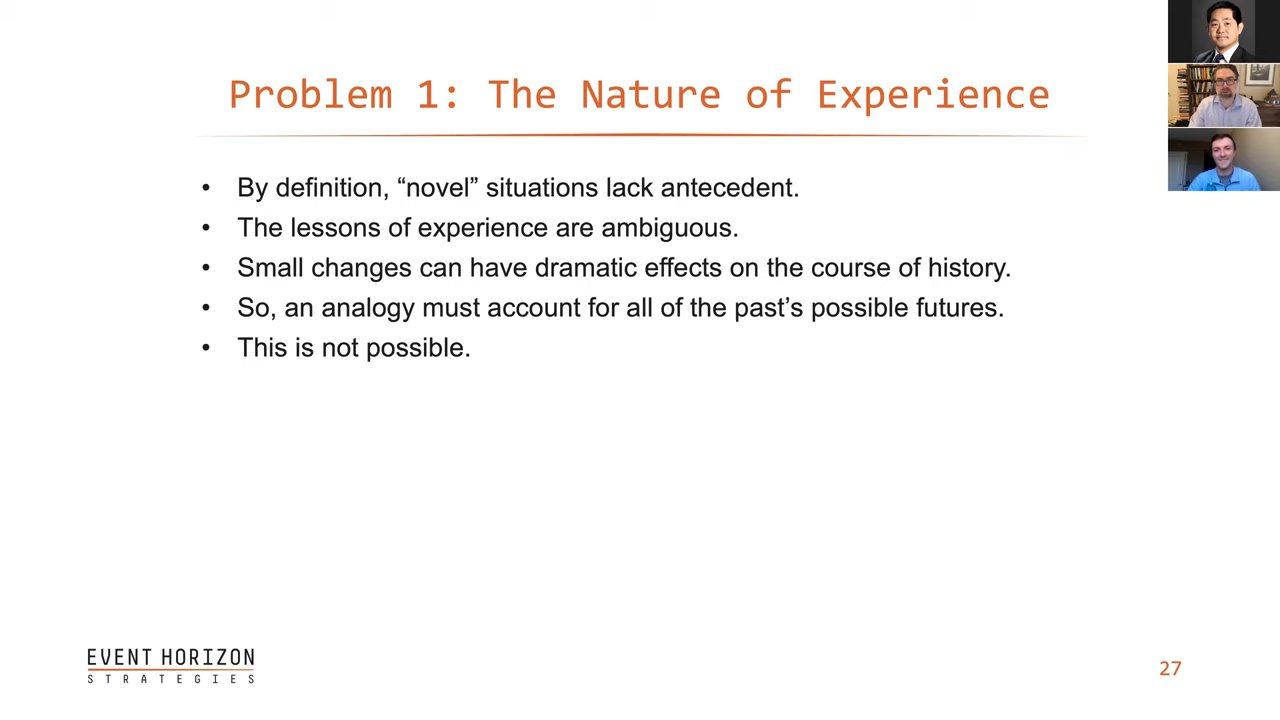 Problem 1: The Nature of Experience
• By definition, “novel” situations lack antecedent.
• The lessons of experience are ambiguous.
• Small changes can have dramatic effects on the course of history.
• So, an analogy must account for all of the past’s possible futures.
• This is not possible.
EVENT HORIZON
STRATEGIES
27